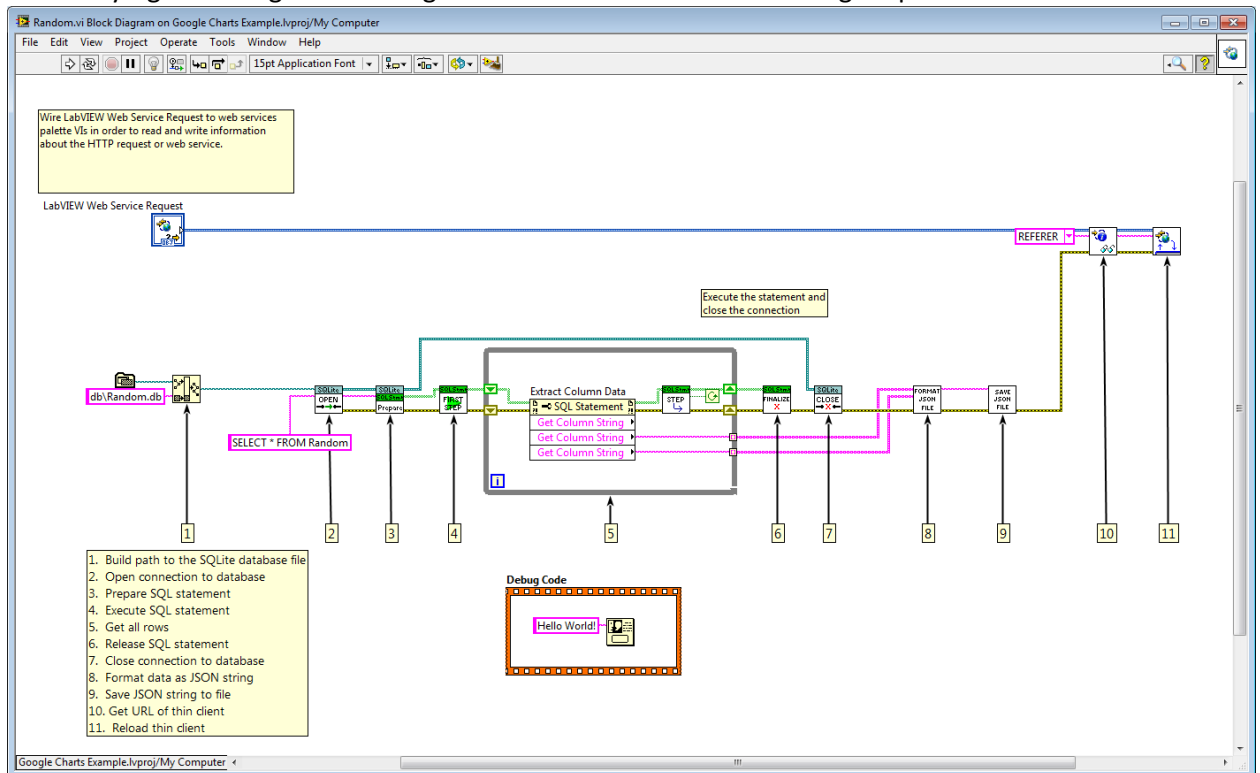 Random.vi Block Diagram on Google Charts Example.lvproj/My Computer
File Edit View Project Operate Tools Window Help
15pt Application Font
Wire LabVIEW Web Service Request to web services
palette VIs in order to read and write information
about the HTTP request or web service.
LabVIEW Web Service Request
REFERER
Execute the statement and
close the connection
db\Random.db
SELECT * FROM Random
SQLite
OPEN
SQLite
SQLStmt
Prepare
SQLStmt
FIRST
STEP
Extract Column Data
SQL Statement
Get Column String
Get Column String
Get Column String
i
SQLStmt
STEP
SQLStmt
FINALIZE
X
SQLite
CLOSE
FORMAT
JSON
FILE
SAVE
JSON
FILE
1 2 3 4 5 6 7 8 9 10 11
1. Build path to the SQLite database file
2. Open connection to database
3. Prepare SQL statement
4. Execute SQL statement
5. Get all rows
6. Release SQL statement
7. Close connection to database
8. Format data as JSON string
9. Save JSON string to file
10. Get URL of thin client
11. Reload thin client
Debug Code
Hello World!
Google Charts Example.lvproj/My Computer